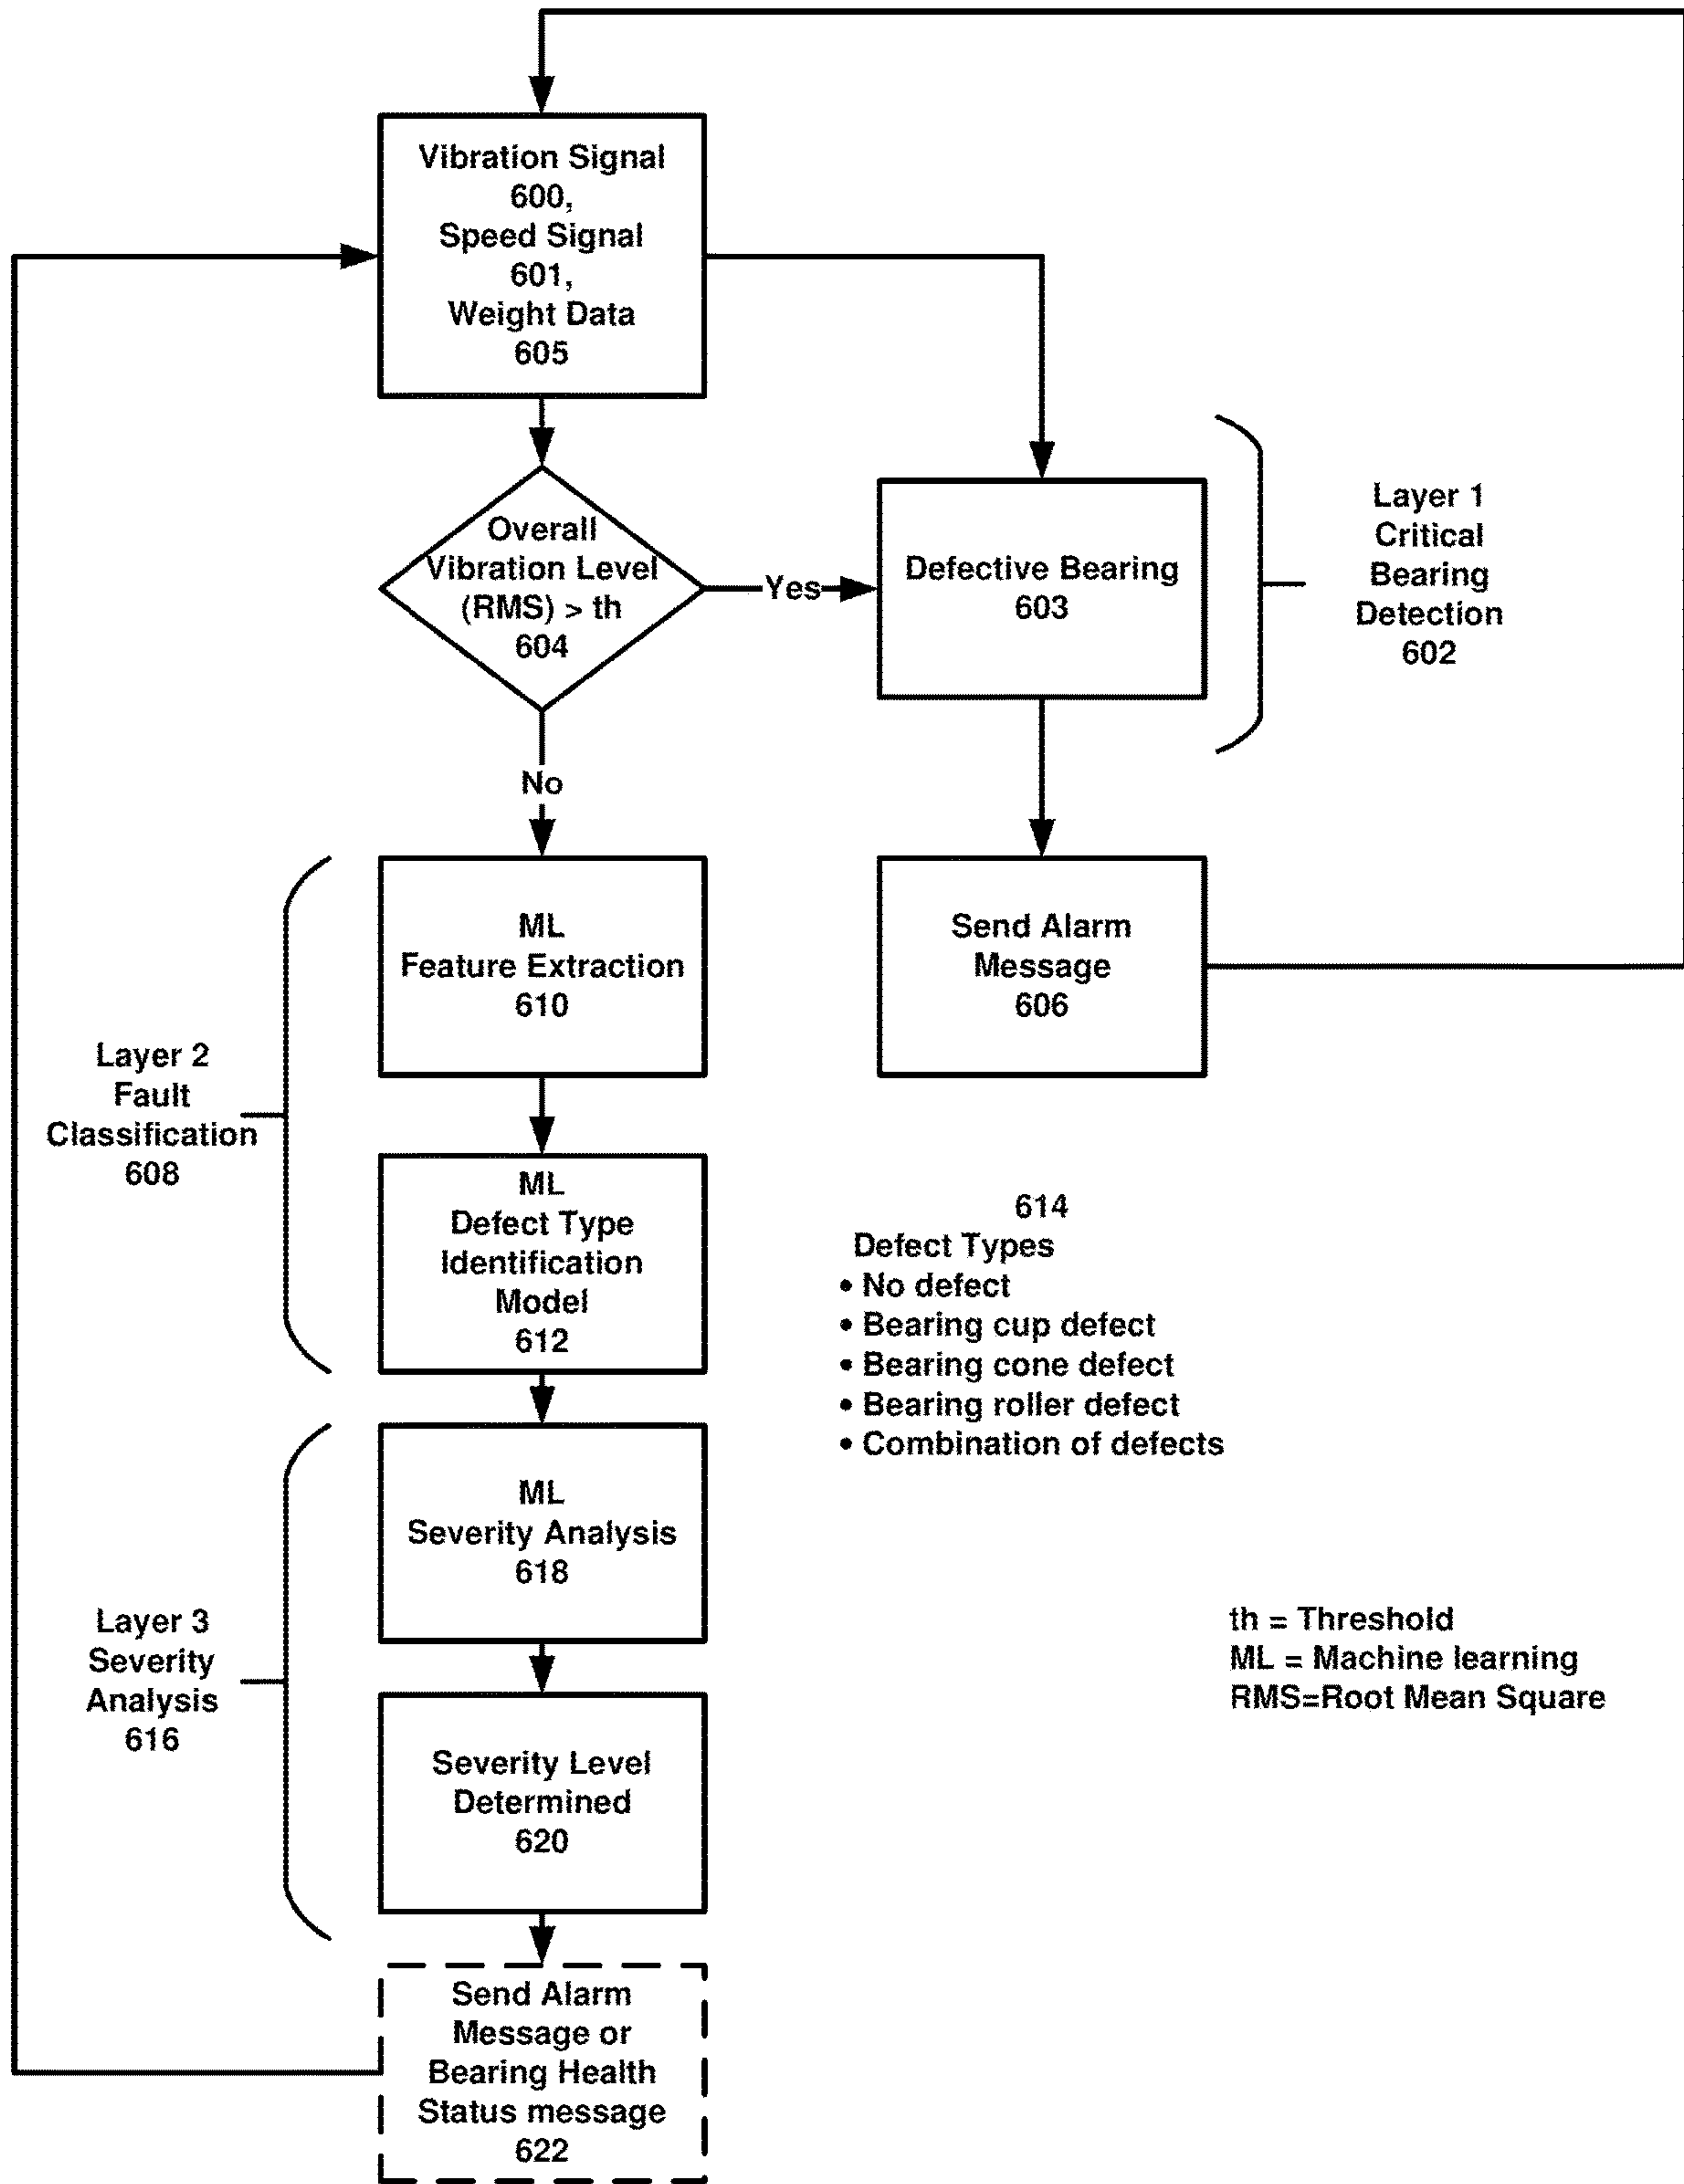 Vibration Signal
600,
Speed Signal
601,
Weight Data
605
Overall
Vibration Level
(RMS) > th
604
Yes
Defective Bearing
603
Layer 1
Critical
Bearing
Detection
602
No
ML
Feature Extraction
610
Send Alarm
Message
606
Layer 2
Fault
Classification
608
ML
Defect Type
Identification
Model
612
614
Defect Types
• No defect
• Bearing cup defect
• Bearing cone defect
• Bearing roller defect
• Combination of defects
ML
Severity Analysis
618
Layer 3
Severity
Analysis
616
th = Threshold
ML = Machine learning
RMS=Root Mean Square
Severity Level
Determined
620
Send Alarm
Message or
Bearing Health
Status message
622